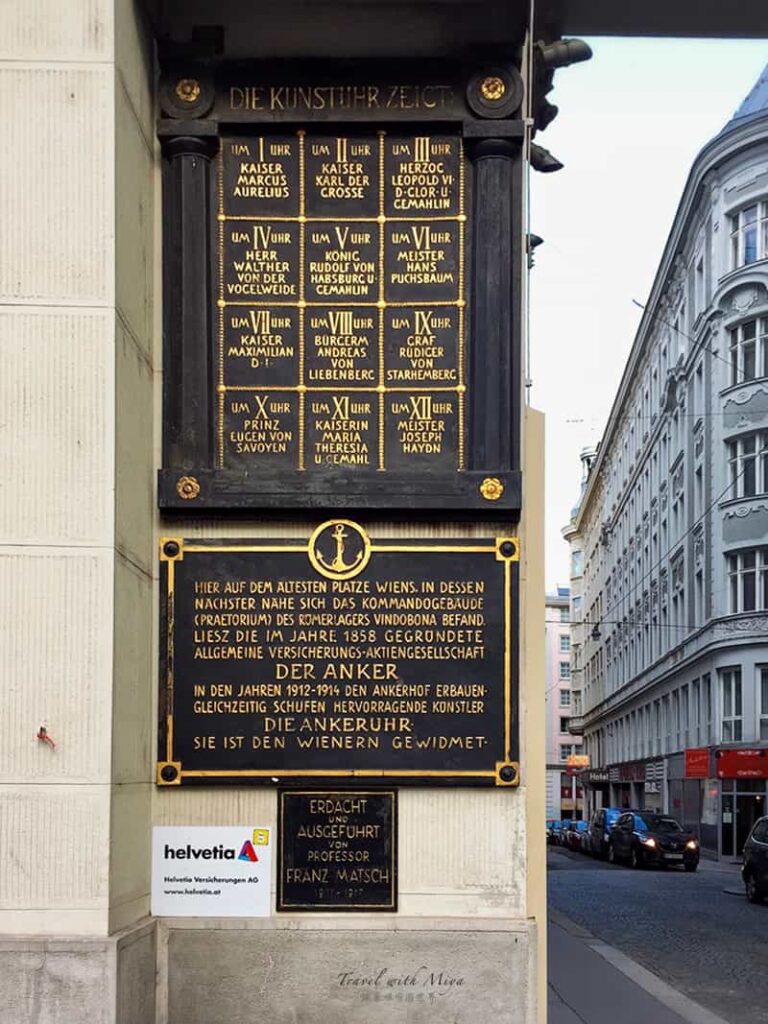 DIE KUNSTUHR ZEIGT:
UM I UHR
KAISER
MARCUS
AURELIUS
UM II UHR
KAISER
KARL DER
GROSSE
UM III UHR
HERZOG
LEOPOLD VI·
D·GLOR·U·
GEMAHLIN
UM IV UHR
HERR
WALTHER
VON DER
VOGELWEIDE
UM V UHR
KÖNIG
RUDOLF VON
HABSBURG U·
GEMAHLIN
UM VI UHR
MEISTER
HANS
PUCHSBAUM
UM VII UHR
KAISER
MAXIMILIAN
D·I·
UM VIII UHR
BÜRGERM
ANDREAS
VON
LIEBENBERG
UM IX UHR
GRAF
RÜDIGER
VON
STARHEMBERG
UM X UHR
PRINZ
EUGEN VON
SAVOYEN
UM XI UHR
KAISERIN
MARIA
THERESIA
U·GEMAHL
UM XII UHR
MEISTER
JOSEPH
HAYDN
HIER AUF DEM ÄLTESTEN PLATZE WIENS, IN DESSEN
NÄCHSTER NÄHE SICH DAS KOMMANDOGEBÄUDE
(PRAETORIUM) DES RÖMERLAGERS VINDOBONA BEFAND,
LIESZ DIE IM JAHRE 1858 GEGRÜNDETE
ALLGEMEINE VERSICHERUNGS-AKTIENGESELLSCHAFT
DER ANKER
IN DEN JAHREN 1912-1914 DEN ANKERHOF ERBAUEN·
GLEICHZEITIG SCHUFEN HERVORRAGENDE KÜNSTLER
DIE ANKERUHR·
SIE IST DEN WIENERN GEWIDMET·
ERDACHT
UND
AUSGEFÜHRT
VON
PROFESSOR
FRANZ MATSCH
1911-1917
helvetia
Helvetia Versicherungen AG
www.helvetia.at
Hotel
Travel with Miya